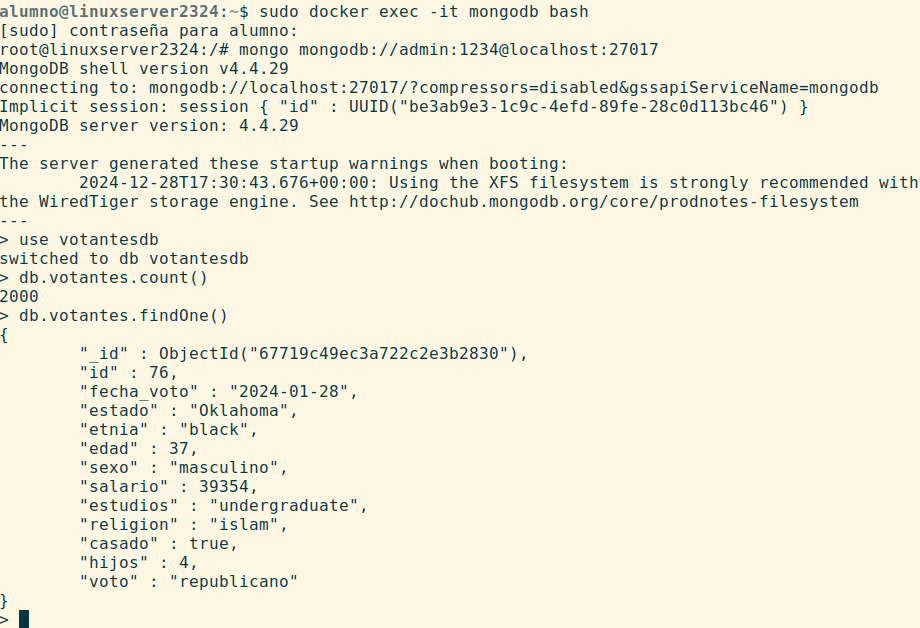 alumno@linuxserver2324:~$ sudo docker exec -it mongodb bash
[sudo] contraseña para alumno:
root@linuxserver2324:/# mongo mongodb://admin:1234@localhost:27017
MongoDB shell version v4.4.29
connecting to: mongodb://localhost:27017/?compressors=disabled&gssapiServiceName=mongodb
Implicit session: session { "id" : UUID("be3ab9e3-1c9c-4efd-89fe-28c0d113bc46") }
MongoDB server version: 4.4.29
---
The server generated these startup warnings when booting:
        2024-12-28T17:30:43.676+00:00: Using the XFS filesystem is strongly recommended with
the WiredTiger storage engine. See http://dochub.mongodb.org/core/prodnotes-filesystem
---
> use votantesdb
switched to db votantesdb
> db.votantes.count()
2000
> db.votantes.findOne()
{
        "_id" : ObjectId("67719c49ec3a722c2e3b2830"),
        "id" : 76,
        "fecha_voto" : "2024-01-28",
        "estado" : "Oklahoma",
        "etnia" : "black",
        "edad" : 37,
        "sexo" : "masculino",
        "salario" : 39354,
        "estudios" : "undergraduate",
        "religion" : "islam",
        "casado" : true,
        "hijos" : 4,
        "voto" : "republicano"
}
>